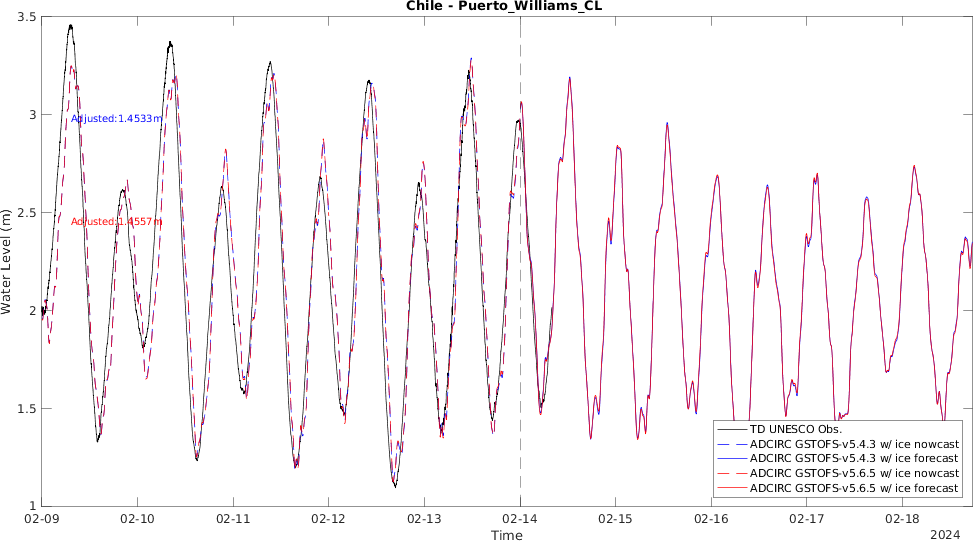 Chile - Puerto_Williams_CL
3.5
3
2.5
2
1.5
1
Water Level (m)
Adjusted:1.4533m
Adjusted:1.4557m
TD UNESCO Obs.
ADCIRC GSTOFS-v5.4.3 w/ ice nowcast
ADCIRC GSTOFS-v5.4.3 w/ ice forecast
ADCIRC GSTOFS-v5.6.5 w/ ice nowcast
ADCIRC GSTOFS-v5.6.5 w/ ice forecast
02-09 02-10 02-11 02-12 02-13 02-14 02-15 02-16 02-17 02-18
Time
2024